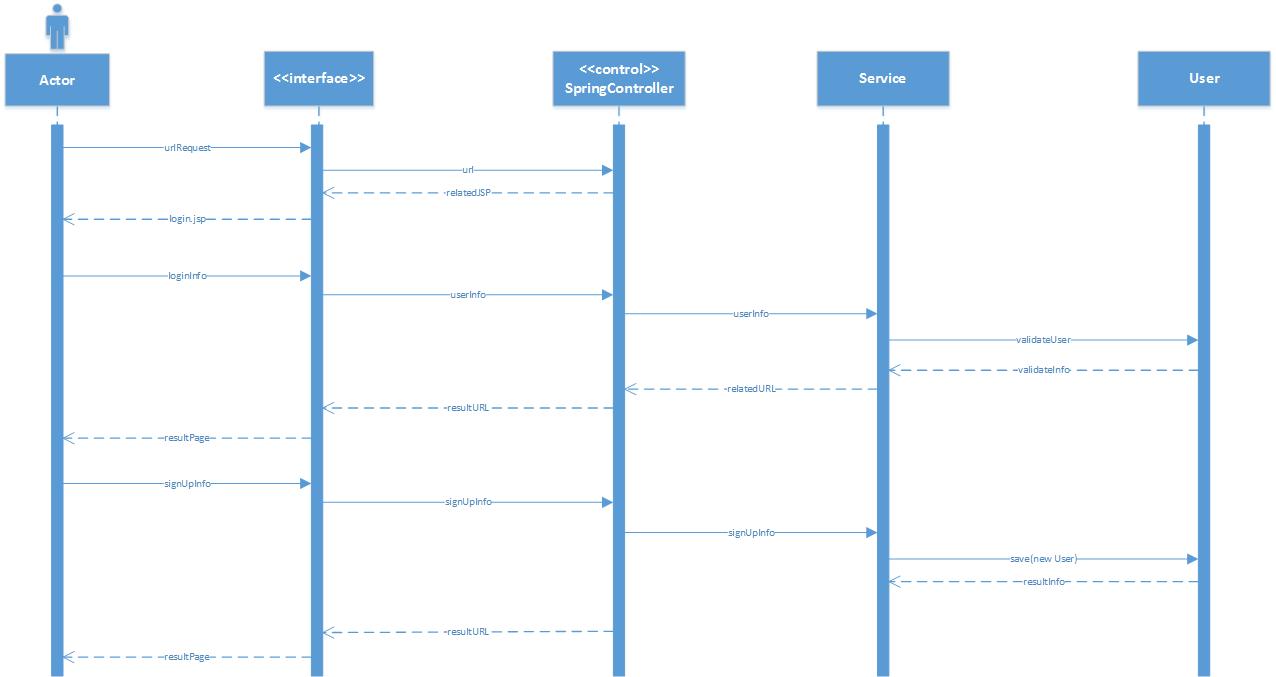 Actor
<<interface>>
<<control>>
SpringController
Service
User
urlRequest
url
relatedJSP
login.jsp
loginInfo
userInfo
userInfo
validateUser
validateInfo
relatedURL
resultURL
resultPage
signUpInfo
signUpInfo
signUpInfo
save(new User)
resultInfo
resultURL
resultPage